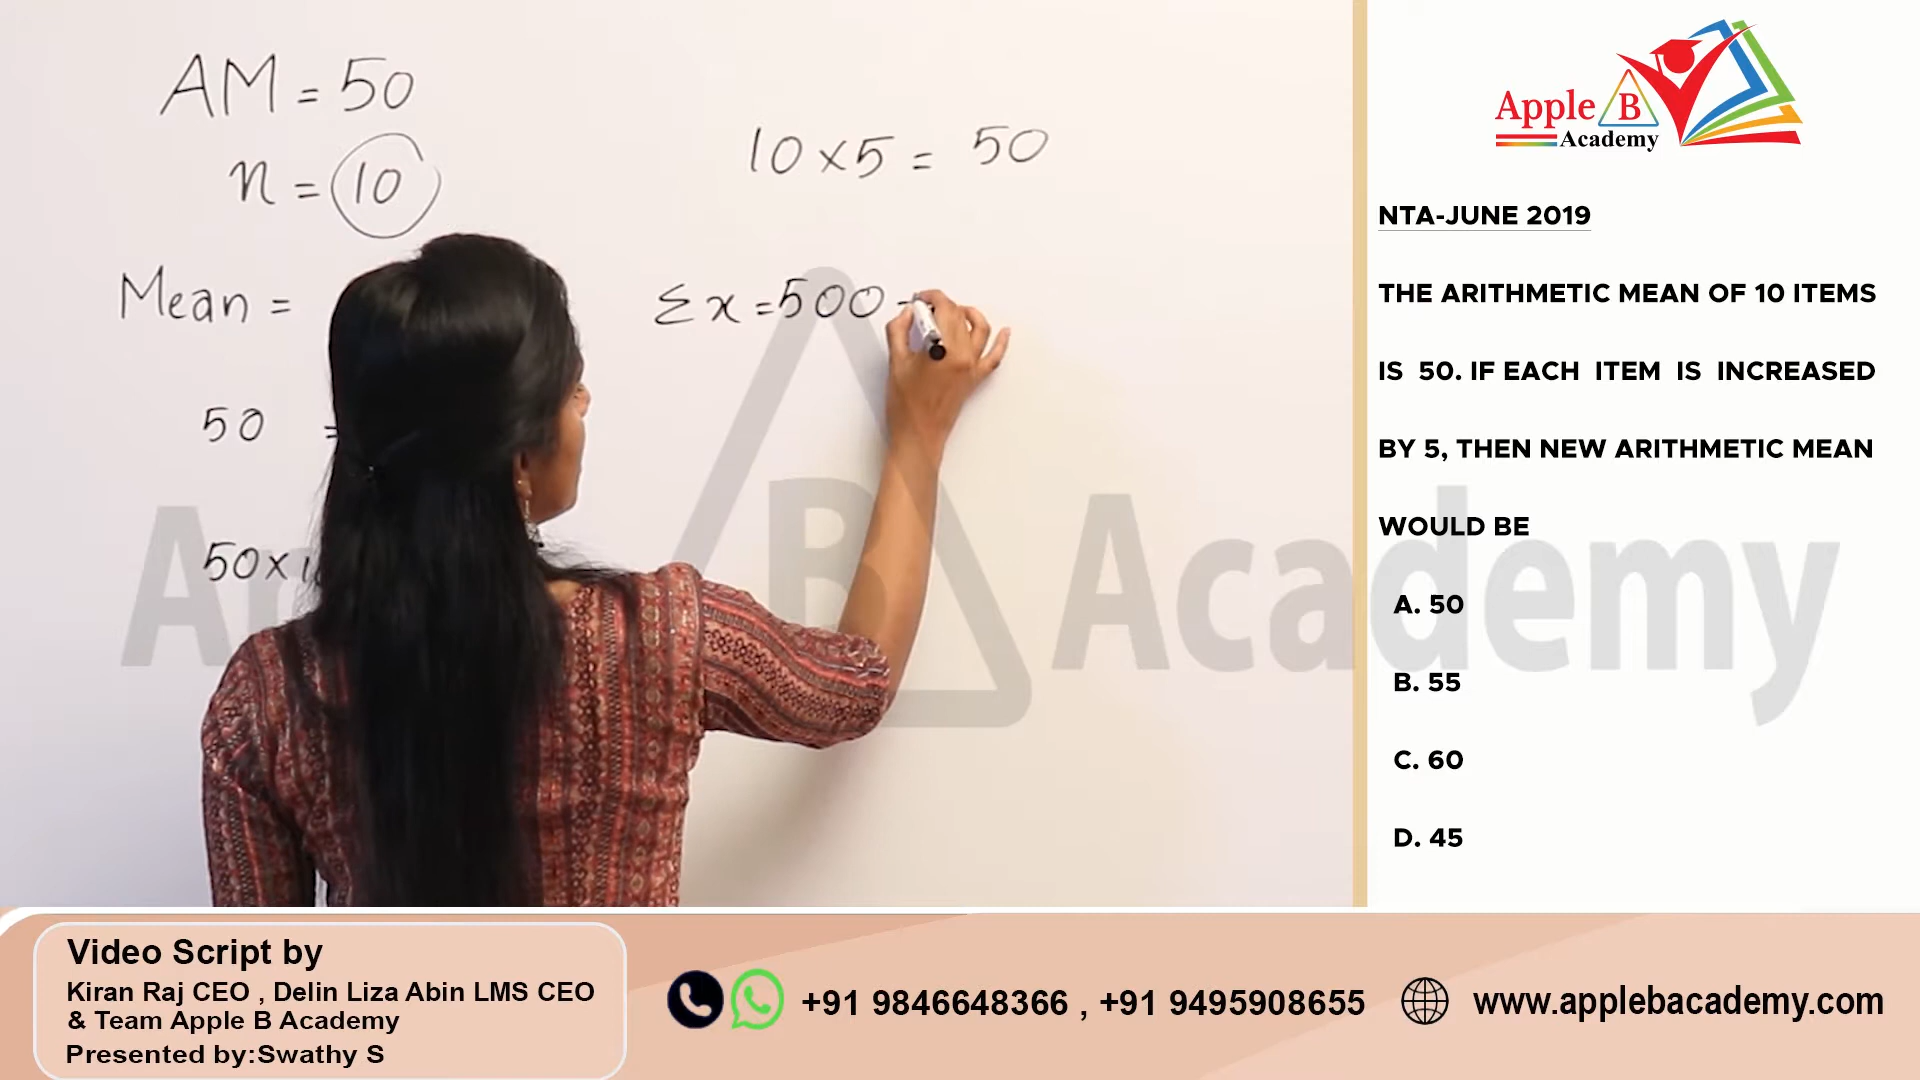 AM = 50
n = 10
10 × 5 = 50
Mean =
Σx = 500
50 =
50 ×
Apple B Academy
NTA-JUNE 2019
THE ARITHMETIC MEAN OF 10 ITEMS
IS 50. IF EACH ITEM IS INCREASED
BY 5, THEN NEW ARITHMETIC MEAN
WOULD BE
A. 50
B. 55
C. 60
D. 45
B Academy
Video Script by
Kiran Raj CEO , Delin Liza Abin LMS CEO
& Team Apple B Academy
Presented by:Swathy S
+91 9846648366 , +91 9495908655
www.applebacademy.com